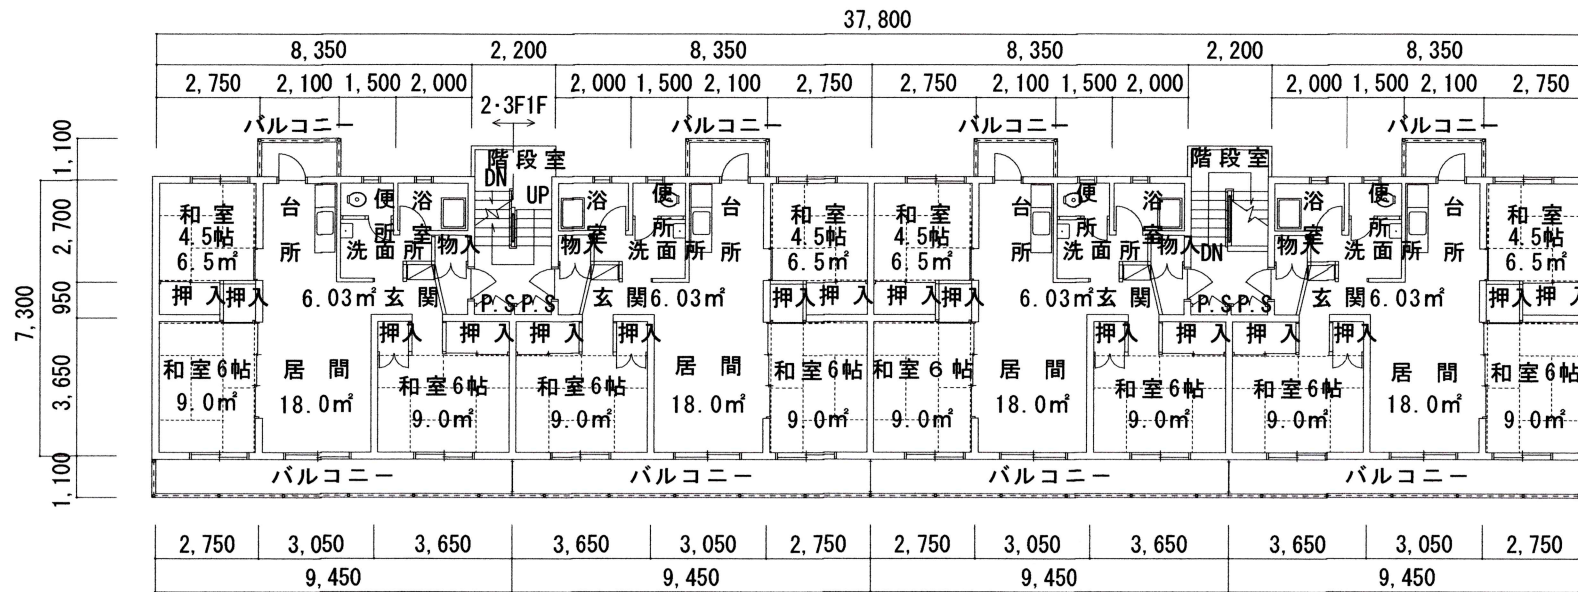 37,800
8,350 2,200 8,350 8,350 2,200 8,350
2,750 2,100 1,500 2,000 2,000 1,500 2,100 2,750 2,750 2,100 1,500 2,000 2,000 1,500 2,100 2,750
2・3F1F
バルコニー バルコニー バルコニー バルコニー
1,100
階段室 階段室
DN UP
7,300
2,700
和室 台所 便所 浴室 浴室 便所 台所 和室 和室 台所 便所 浴室 浴室 便所 台所 和室
4.5帖 4.5帖 4.5帖 4.5帖
洗面所 物入 物入 洗面所 洗面所 物入 DN 物入 洗面所
6.5㎡ 6.5㎡ 6.5㎡ 6.5㎡
950
押入 押入 6.03㎡ 玄関 P.S P.S 玄関 6.03㎡ 押入 押入 押入 押入 6.03㎡ 玄関 P.S P.S 玄関 6.03㎡ 押入 押入
押入 押入 押入 押入 押入 押入 押入 押入
3,650
和室6帖 居間 和室6帖 和室6帖 居間 和室6帖 和室6帖 居間 和室6帖 和室6帖 居間 和室6帖
9.0㎡ 18.0㎡ 9.0㎡ 9.0㎡ 18.0㎡ 9.0㎡ 9.0㎡ 18.0㎡ 9.0㎡ 9.0㎡ 18.0㎡ 9.0㎡
1,100
バルコニー バルコニー バルコニー バルコニー
2,750 3,050 3,650 3,650 3,050 2,750 2,750 3,050 3,650 3,650 3,050 2,750
9,450 9,450 9,450 9,450